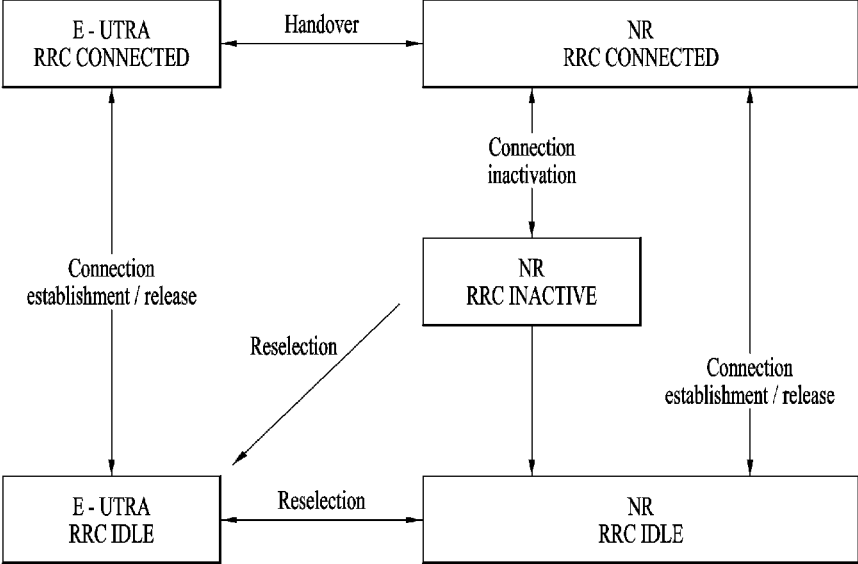 E - UTRA
RRC CONNECTED
Handover
NR
RRC CONNECTED
Connection
inactivation
NR
RRC INACTIVE
Connection
establishment / release
Reselection
Connection
establishment / release
E - UTRA
RRC IDLE
Reselection
NR
RRC IDLE